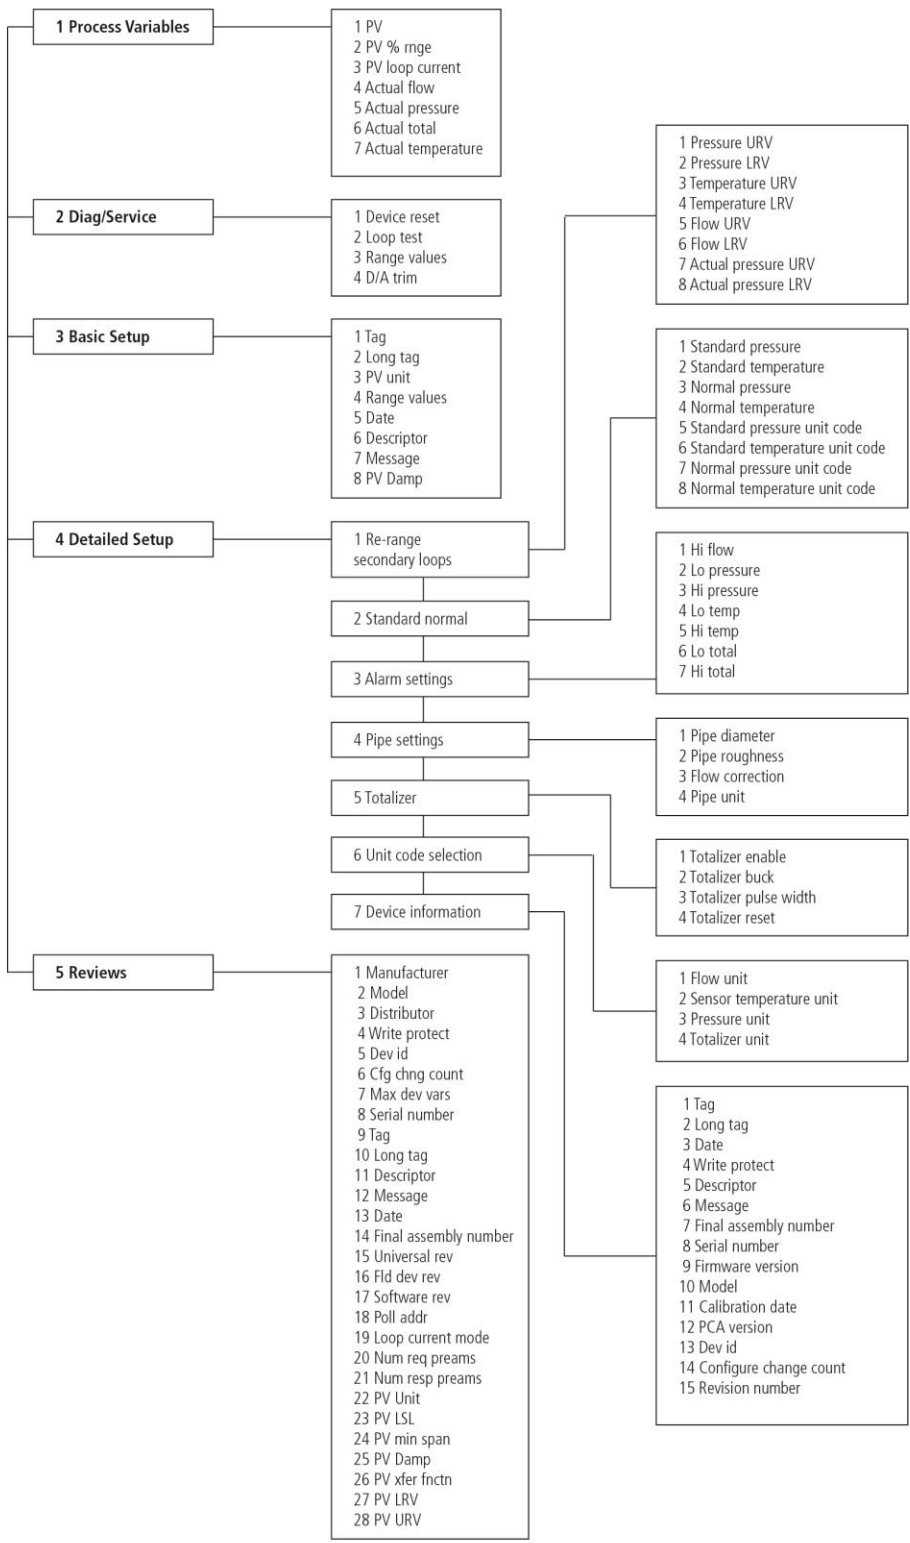 1 Process Variables
1 PV
2 PV % rnge
3 PV loop current
4 Actual flow
5 Actual pressure
6 Actual total
7 Actual temperature
2 Diag/Service
1 Device reset
2 Loop test
3 Range values
4 D/A trim
3 Basic Setup
1 Tag
2 Long tag
3 PV unit
4 Range values
5 Date
6 Descriptor
7 Message
8 PV Damp
4 Detailed Setup
1 Re-range
secondary loops
1 Pressure URV
2 Pressure LRV
3 Temperature URV
4 Temperature LRV
5 Flow URV
6 Flow LRV
7 Actual pressure URV
8 Actual pressure LRV
2 Standard normal
1 Standard pressure
2 Standard temperature
3 Normal pressure
4 Normal temperature
5 Standard pressure unit code
6 Standard temperature unit code
7 Normal pressure unit code
8 Normal temperature unit code
3 Alarm settings
1 Hi flow
2 Lo pressure
3 Hi pressure
4 Lo temp
5 Hi temp
6 Lo total
7 Hi total
4 Pipe settings
1 Pipe diameter
2 Pipe roughness
3 Flow correction
4 Pipe unit
5 Totalizer
1 Totalizer enable
2 Totalizer buck
3 Totalizer pulse width
4 Totalizer reset
6 Unit code selection
1 Flow unit
2 Sensor temperature unit
3 Pressure unit
4 Totalizer unit
7 Device information
1 Tag
2 Long tag
3 Date
4 Write protect
5 Descriptor
6 Message
7 Final assembly number
8 Serial number
9 Firmware version
10 Model
11 Calibration date
12 PCA version
13 Dev id
14 Configure change count
15 Revision number
5 Reviews
1 Manufacturer
2 Model
3 Distributor
4 Write protect
5 Dev id
6 Cfg chng count
7 Max dev vars
8 Serial number
9 Tag
10 Long tag
11 Descriptor
12 Message
13 Date
14 Final assembly number
15 Universal rev
16 Fld dev rev
17 Software rev
18 Poll addr
19 Loop current mode
20 Num req preams
21 Num resp preams
22 PV Unit
23 PV LSL
24 PV min span
25 PV Damp
26 PV xfer fnctn
27 PV LRV
28 PV URV